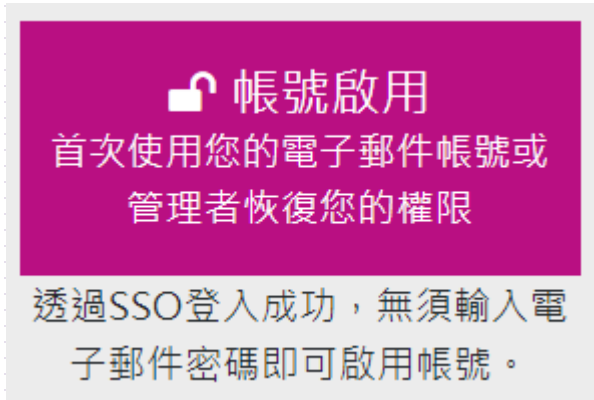 帳號啟用
首次使用您的電子郵件帳號或
管理者恢復您的權限
透過SSO登入成功，無須輸入電
子郵件密碼即可啟用帳號。